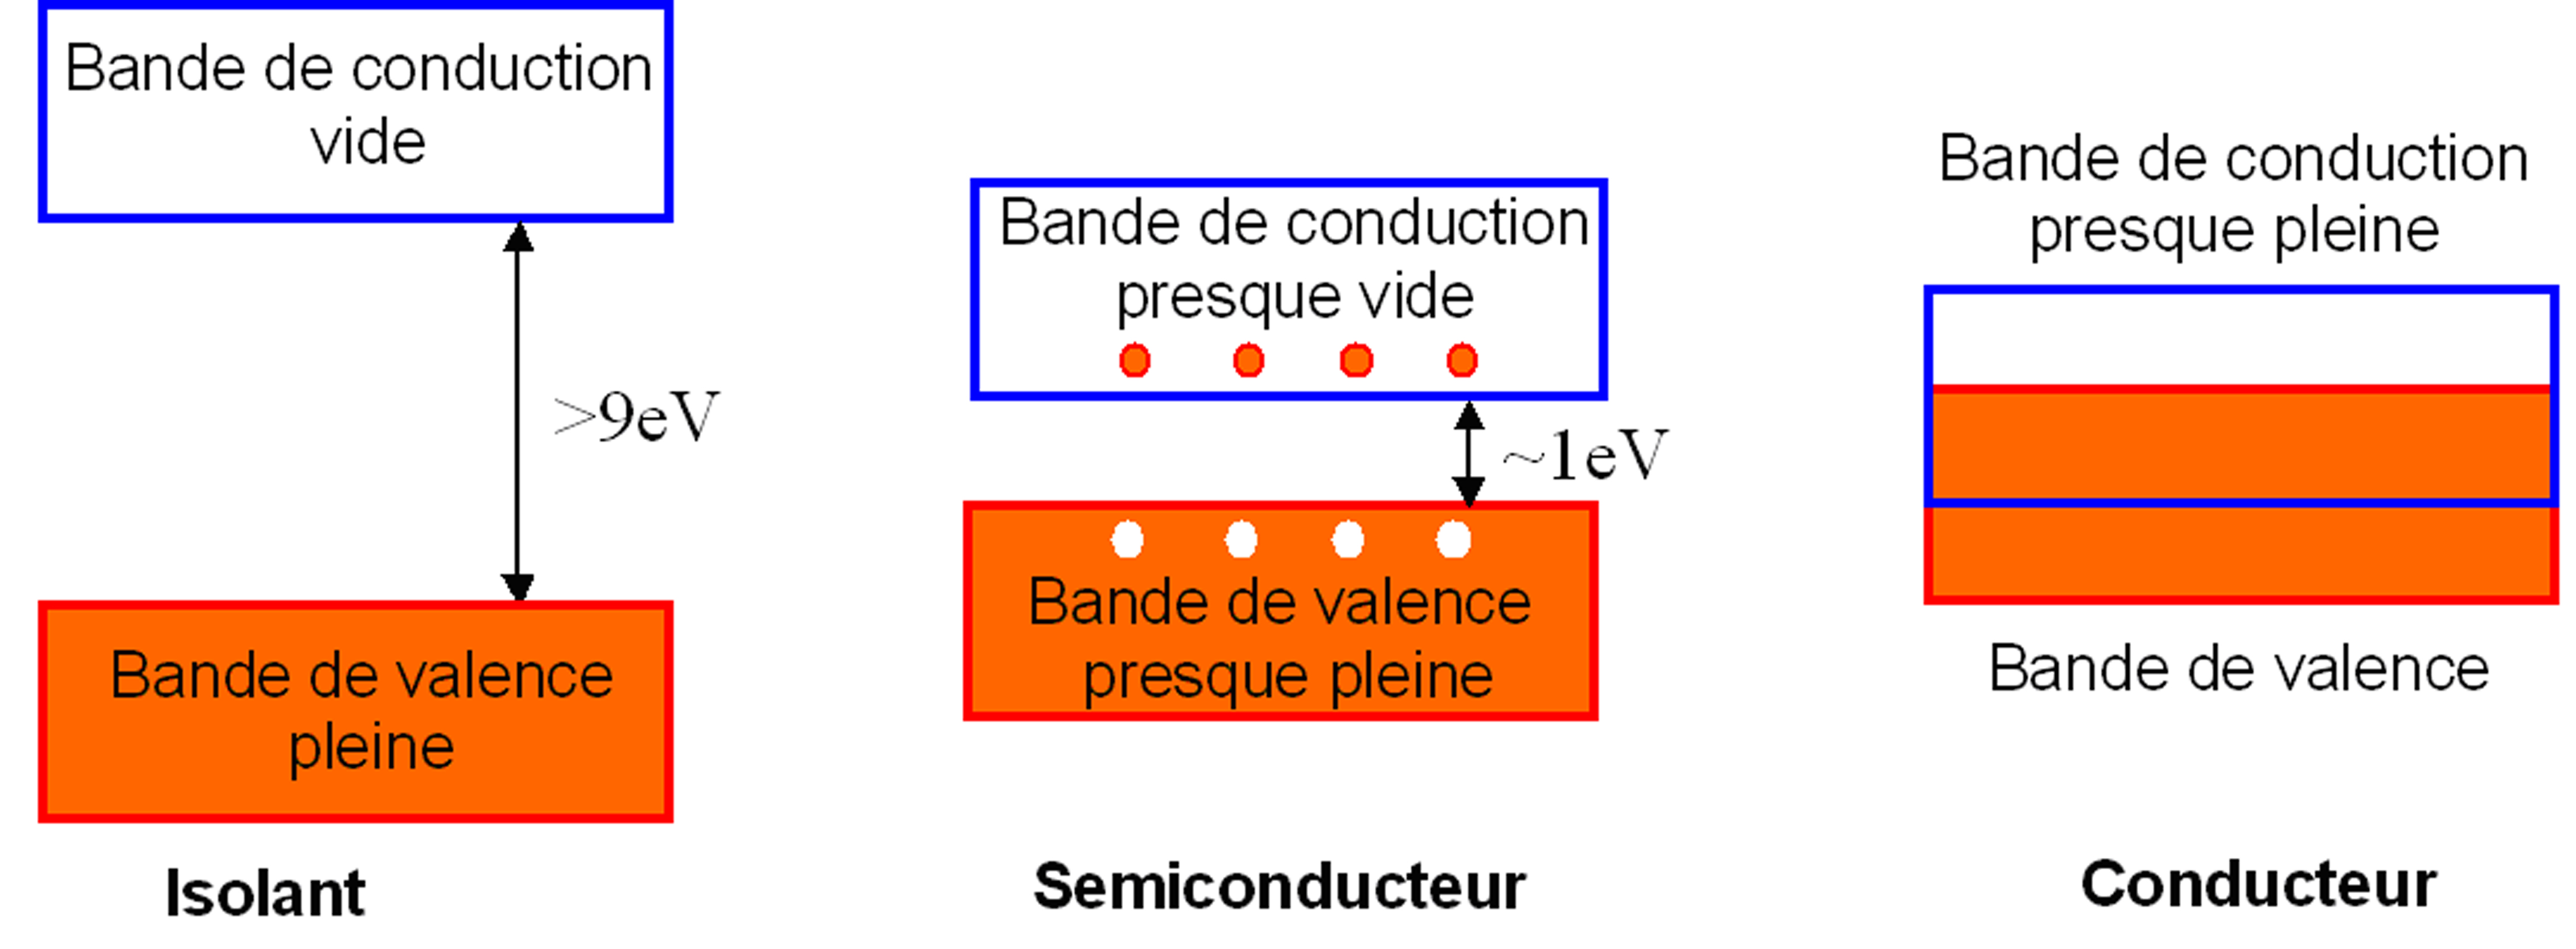 Bande de conduction
vide
>9eV
Bande de valence
pleine
Isolant
Bande de conduction
presque vide
~1eV
Bande de valence
presque pleine
Semiconducteur
Bande de conduction
presque pleine
Bande de valence
Conducteur